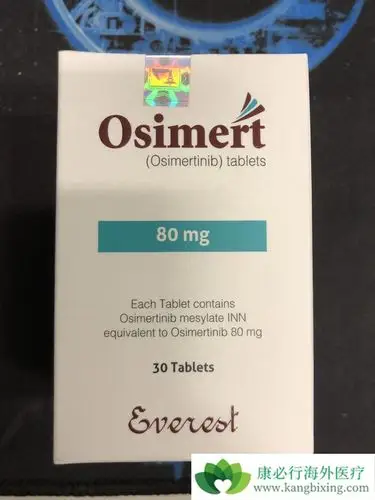 Osimert
(Osimertinib) tablets
80 mg
Each Tablet contains
Osimertinib mesylate INN
equivalent to Osimertinib 80 mg
30 Tablets
Everest
康必行海外医疗
www.kangbixing.com